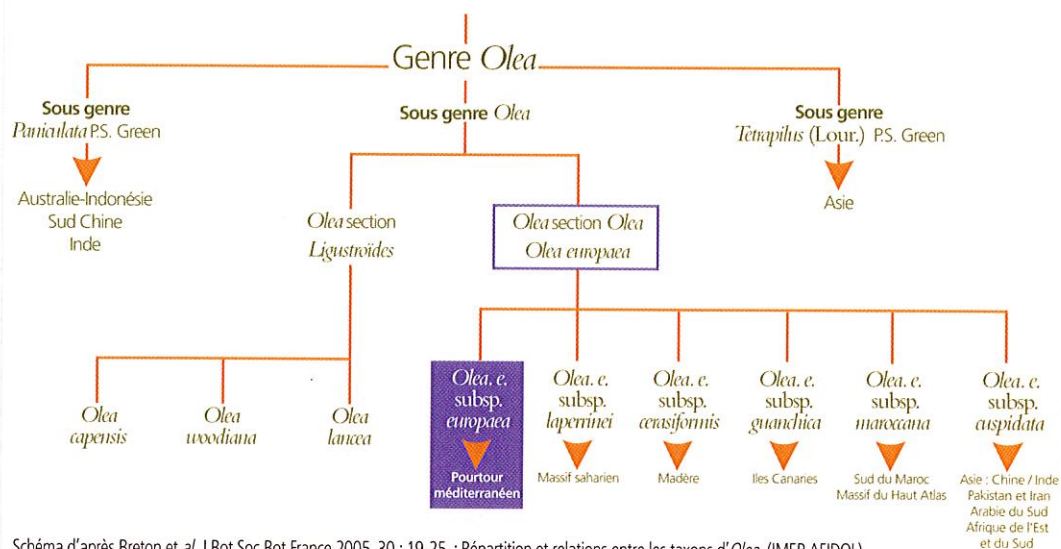 Genre Olea
Sous genre
Paniculata P.S. Green
Sous genre Olea
Sous genre
Tetrapilus (Lour.) P.S. Green
Australie-Indonésie
Sud Chine
Inde
Asie
Olea section
Ligustroïdes
Olea section Olea
Olea europaea
Olea
capensis
Olea
woodiana
Olea
lancea
Olea. e.
subsp.
europaea
Pourtour
méditerranéen
Olea. e.
subsp.
laperrinei
Massif saharien
Olea. e.
subsp.
cerasiformis
Madère
Olea. e.
subsp.
guanchica
Iles Canaries
Olea. e.
subsp.
maroccana
Sud du Maroc
Massif du Haut Atlas
Olea. e.
subsp.
cuspidata
Asie : Chine / Inde
Pakistan et Iran
Arabie du Sud
Afrique de l'Est
et du Sud
Schéma d'après Breton et al. J Bot Soc Bot France 2005, 30 : 19-25. : Répartition et relations entre les taxons d'Olea. (IMEP, AFIDOL)